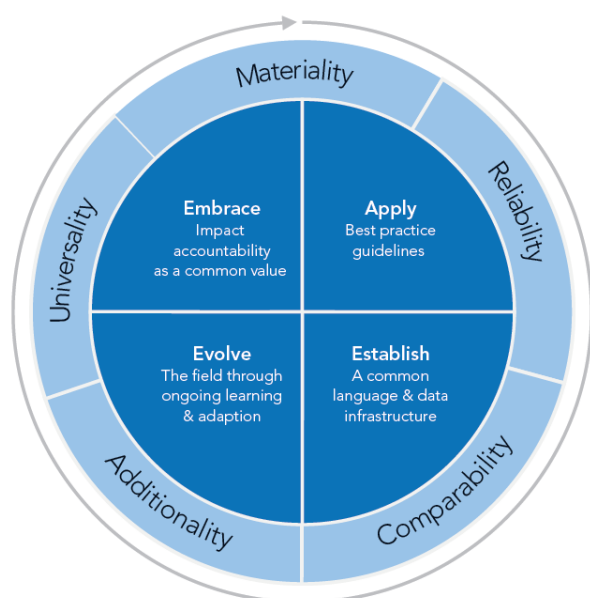 Materiality
Reliability
Comparability
Additionality
Universality
Embrace
Impact
accountability
as a common value
Apply
Best practice
guidelines
Evolve
The field through
ongoing learning
& adaption
Establish
A common
language & data
infrastructure